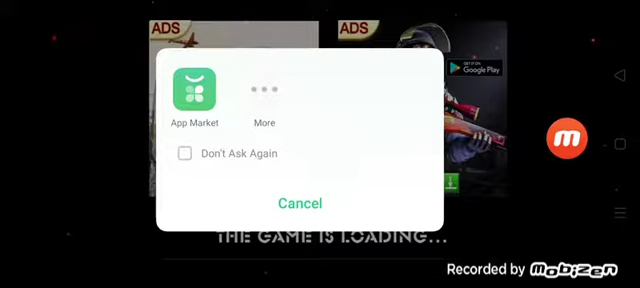 ADS
ADS
GET IT ON
Google Play
App Market
More
Don't Ask Again
Cancel
THE GAME IS LOADING...
Recorded by mobizen